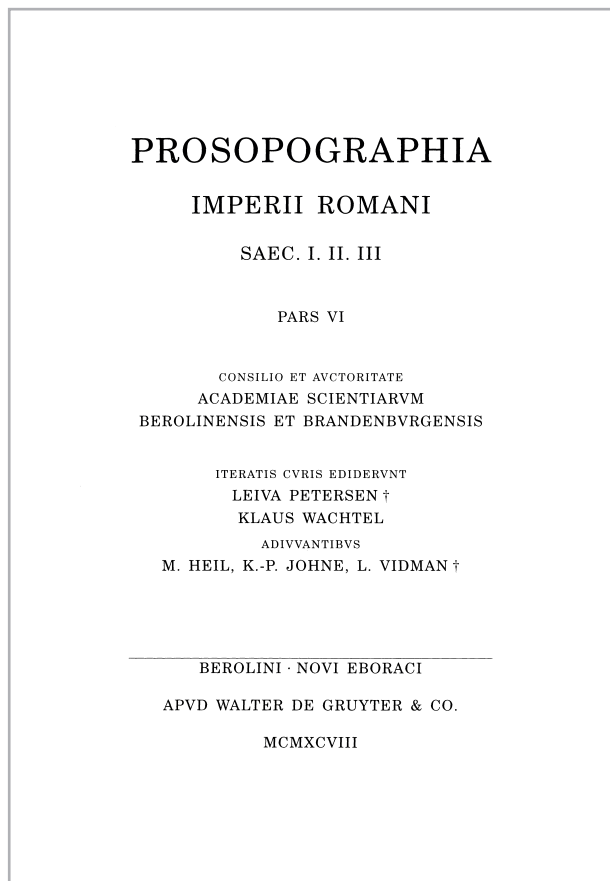 PROSOPOGRAPHIA
IMPERII ROMANI
SAEC. I. II. III
PARS VI
CONSILIO ET AVCTORITATE
ACADEMIAE SCIENTIARVM
BEROLINENSIS ET BRANDENBVRGENSIS
ITERATIS CVRIS EDIDERVNT
LEIVA PETERSEN †
KLAUS WACHTEL
ADIVVANTIBVS
M. HEIL, K.-P. JOHNE, L. VIDMAN †
BEROLINI · NOVI EBORACI
APVD WALTER DE GRUYTER & CO.
MCMXCVIII